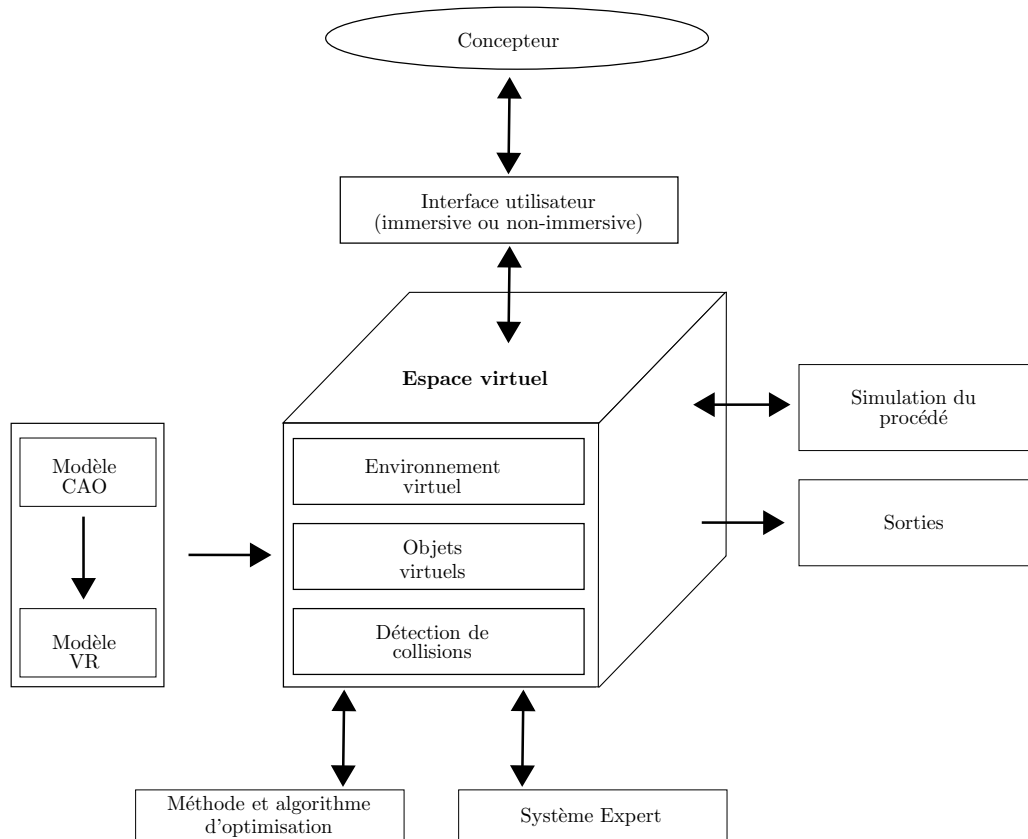 Concepteur
Interface utilisateur
(immersive ou non-immersive)
Espace virtuel
Simulation du
procédé
Modèle
CAO
Environnement
virtuel
Sorties
Objets
virtuels
Modèle
VR
Détection de
collisions
Méthode et algorithme
d'optimisation
Système Expert